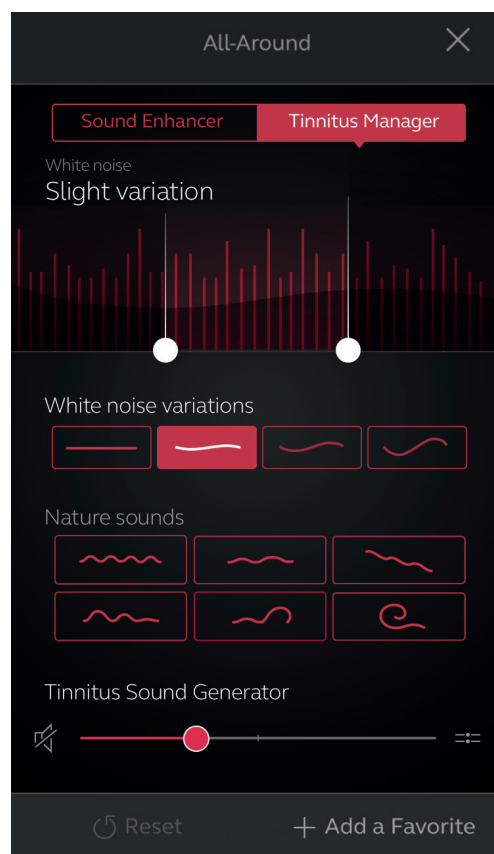 All-Around
Sound Enhancer
Tinnitus Manager
White noise
Slight variation
White noise variations
Nature sounds
Tinnitus Sound Generator
Reset
Add a Favorite